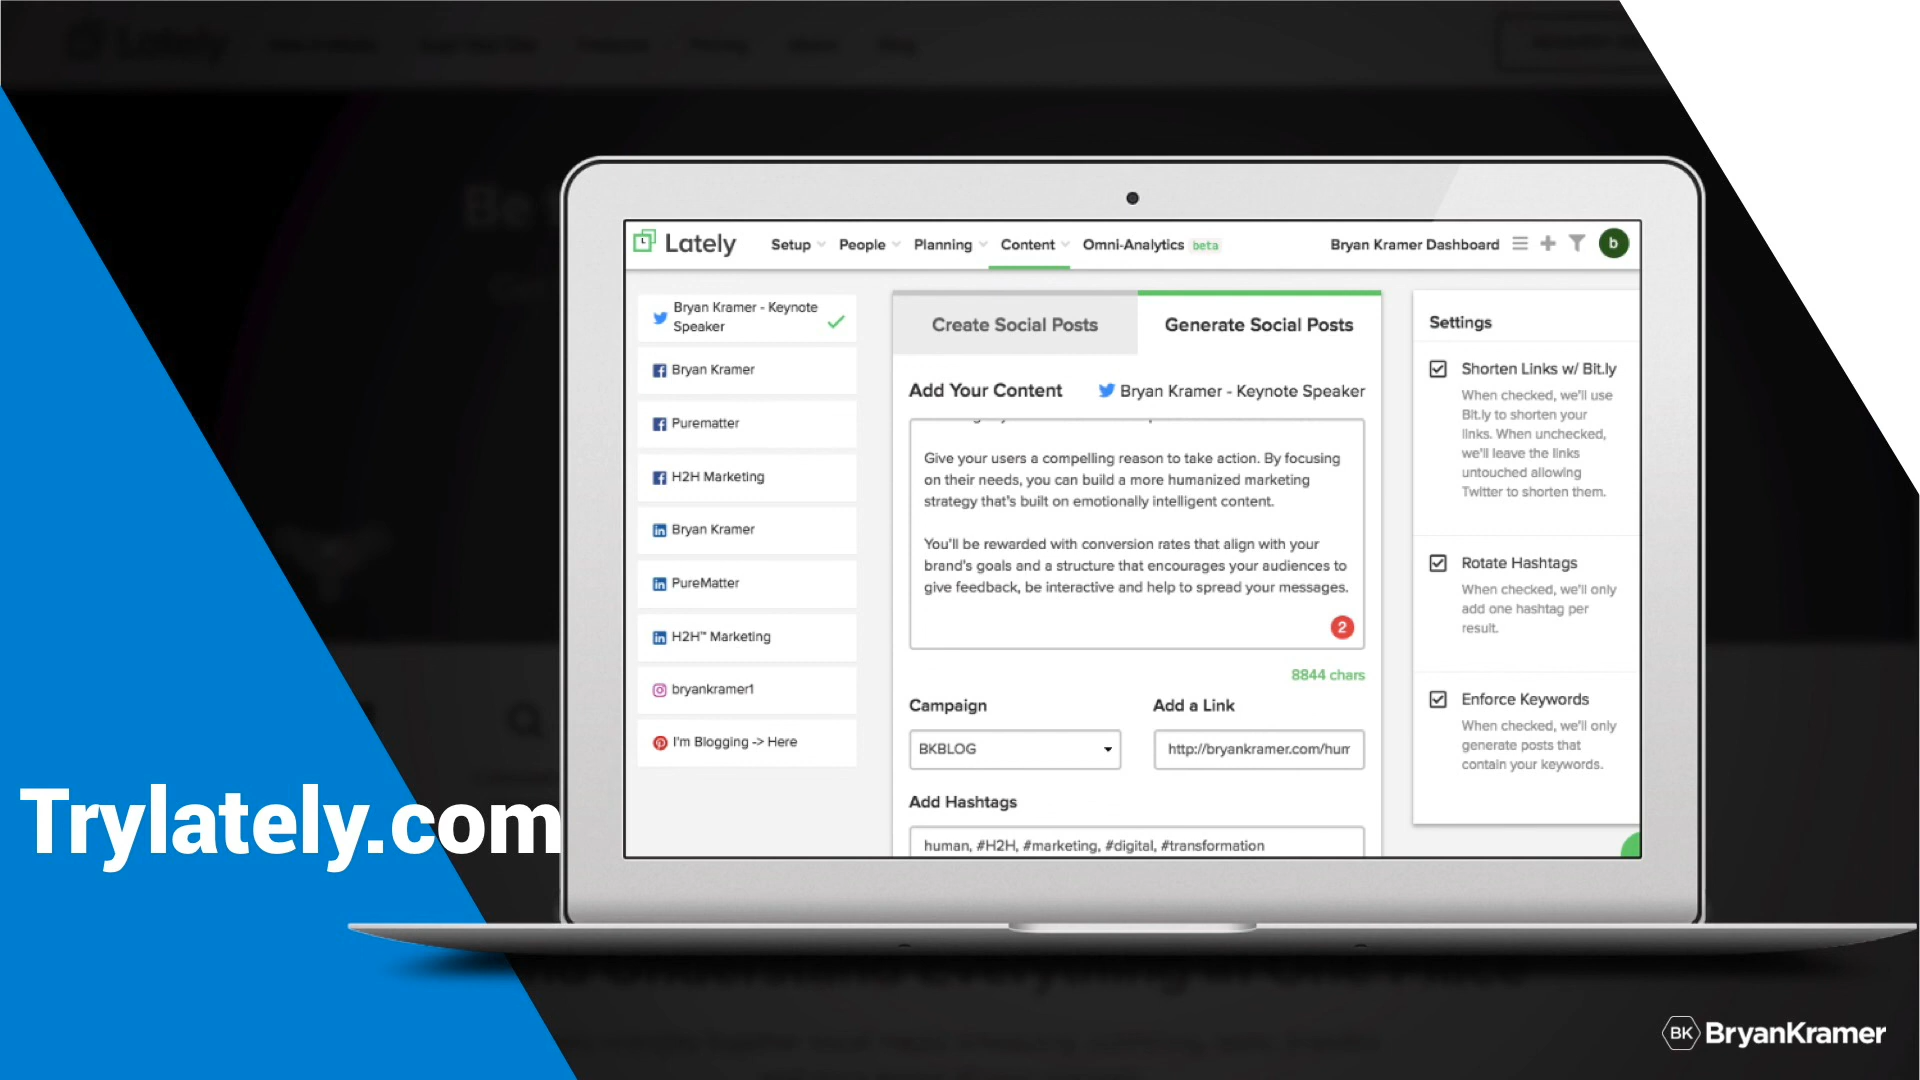 Lately
Setup
People
Planning
Content
Omni-Analytics beta
Bryan Kramer Dashboard
b
Bryan Kramer - Keynote
Speaker
Bryan Kramer
Purematter
H2H Marketing
Bryan Kramer
PureMatter
H2H™ Marketing
bryankramer1
I'm Blogging -> Here
Create Social Posts
Generate Social Posts
Add Your Content
Bryan Kramer - Keynote Speaker
Give your users a compelling reason to take action. By focusing
on their needs, you can build a more humanized marketing
strategy that's built on emotionally intelligent content.
You'll be rewarded with conversion rates that align with your
brand's goals and a structure that encourages your audiences to
give feedback, be interactive and help to spread your messages.
2
8844 chars
Campaign
BKBLOG
Add a Link
http://bryankramer.com/hum
Add Hashtags
human, #H2H, #marketing, #digital, #transformation
Settings
Shorten Links w/ Bit.ly
When checked, we'll use
Bit.ly to shorten your
links. When unchecked,
we'll leave the links
untouched allowing
Twitter to shorten them.
Rotate Hashtags
When checked, we'll only
add one hashtag per
result.
Enforce Keywords
When checked, we'll only
generate posts that
contain your keywords.
Trylately.com
BK BryanKramer